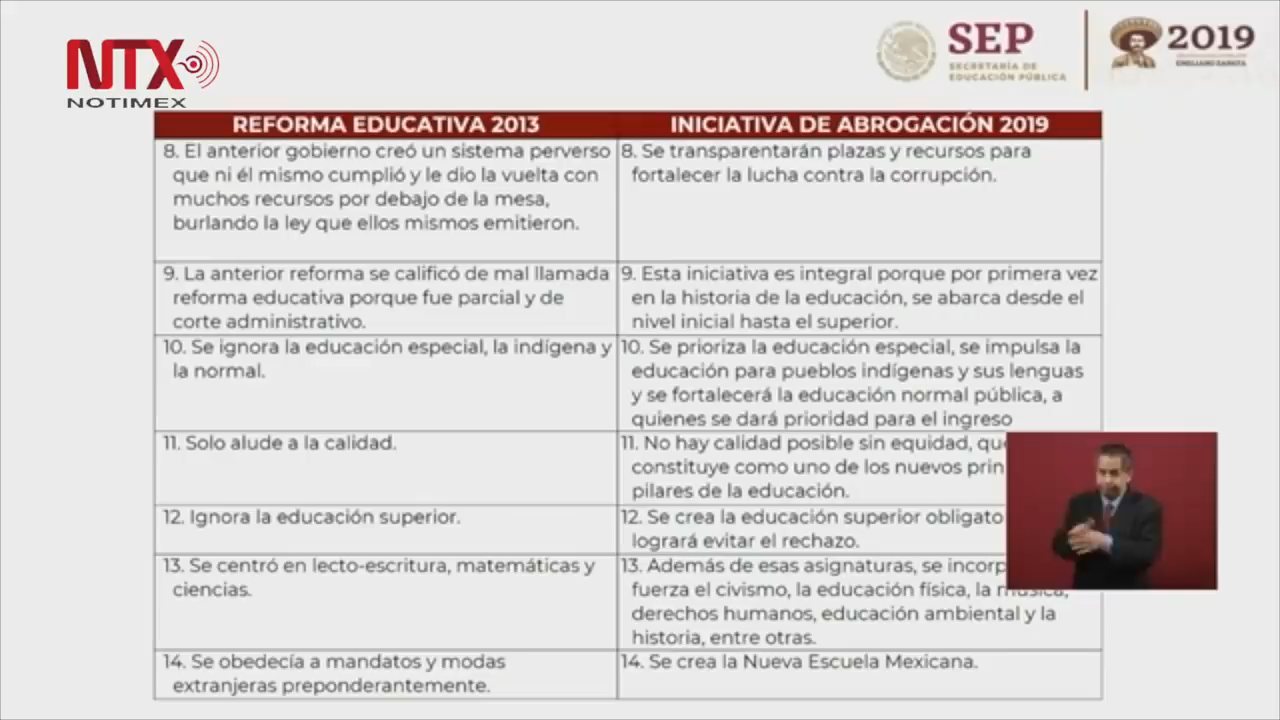 NTX
NOTIMEX
SEP
SECRETARÍA DE
EDUCACIÓN PÚBLICA
2019
EMILIANO ZAPATA
REFORMA EDUCATIVA 2013
INICIATIVA DE ABROGACIÓN 2019
8. El anterior gobierno creó un sistema perverso
que ni él mismo cumplió y le dio la vuelta con
muchos recursos por debajo de la mesa,
burlando la ley que ellos mismos emitieron.
8. Se transparentarán plazas y recursos para
fortalecer la lucha contra la corrupción.
9. La anterior reforma se calificó de mal llamada
reforma educativa porque fue parcial y de
corte administrativo.
9. Esta iniciativa es integral porque por primera vez
en la historia de la educación, se abarca desde el
nivel inicial hasta el superior.
10. Se ignora la educación especial, la indígena y
la normal.
10. Se prioriza la educación especial, se impulsa la
educación para pueblos indígenas y sus lenguas
y se fortalecerá la educación normal pública, a
quienes se dará prioridad para el ingreso
11. Solo alude a la calidad.
11. No hay calidad posible sin equidad,
constituye como uno de los nuevos
pilares de la educación.
12. Ignora la educación superior.
12. Se crea la educación superior
logrará evitar el rechazo.
13. Se centró en lecto-escritura, matemáticas y
ciencias.
13. Además de esas asignaturas, se
fuerza el civismo, la educación física, la música,
derechos humanos, educación ambiental y la
historia, entre otras.
14. Se obedecía a mandatos y modas
extranjeras preponderantemente.
14. Se crea la Nueva Escuela Mexicana.